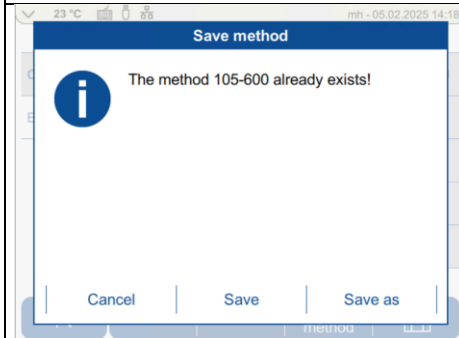 23 °C
mh - 05.02.2025 14:18
Save method
The method 105-600 already exists!
Cancel
Save
Save as
method